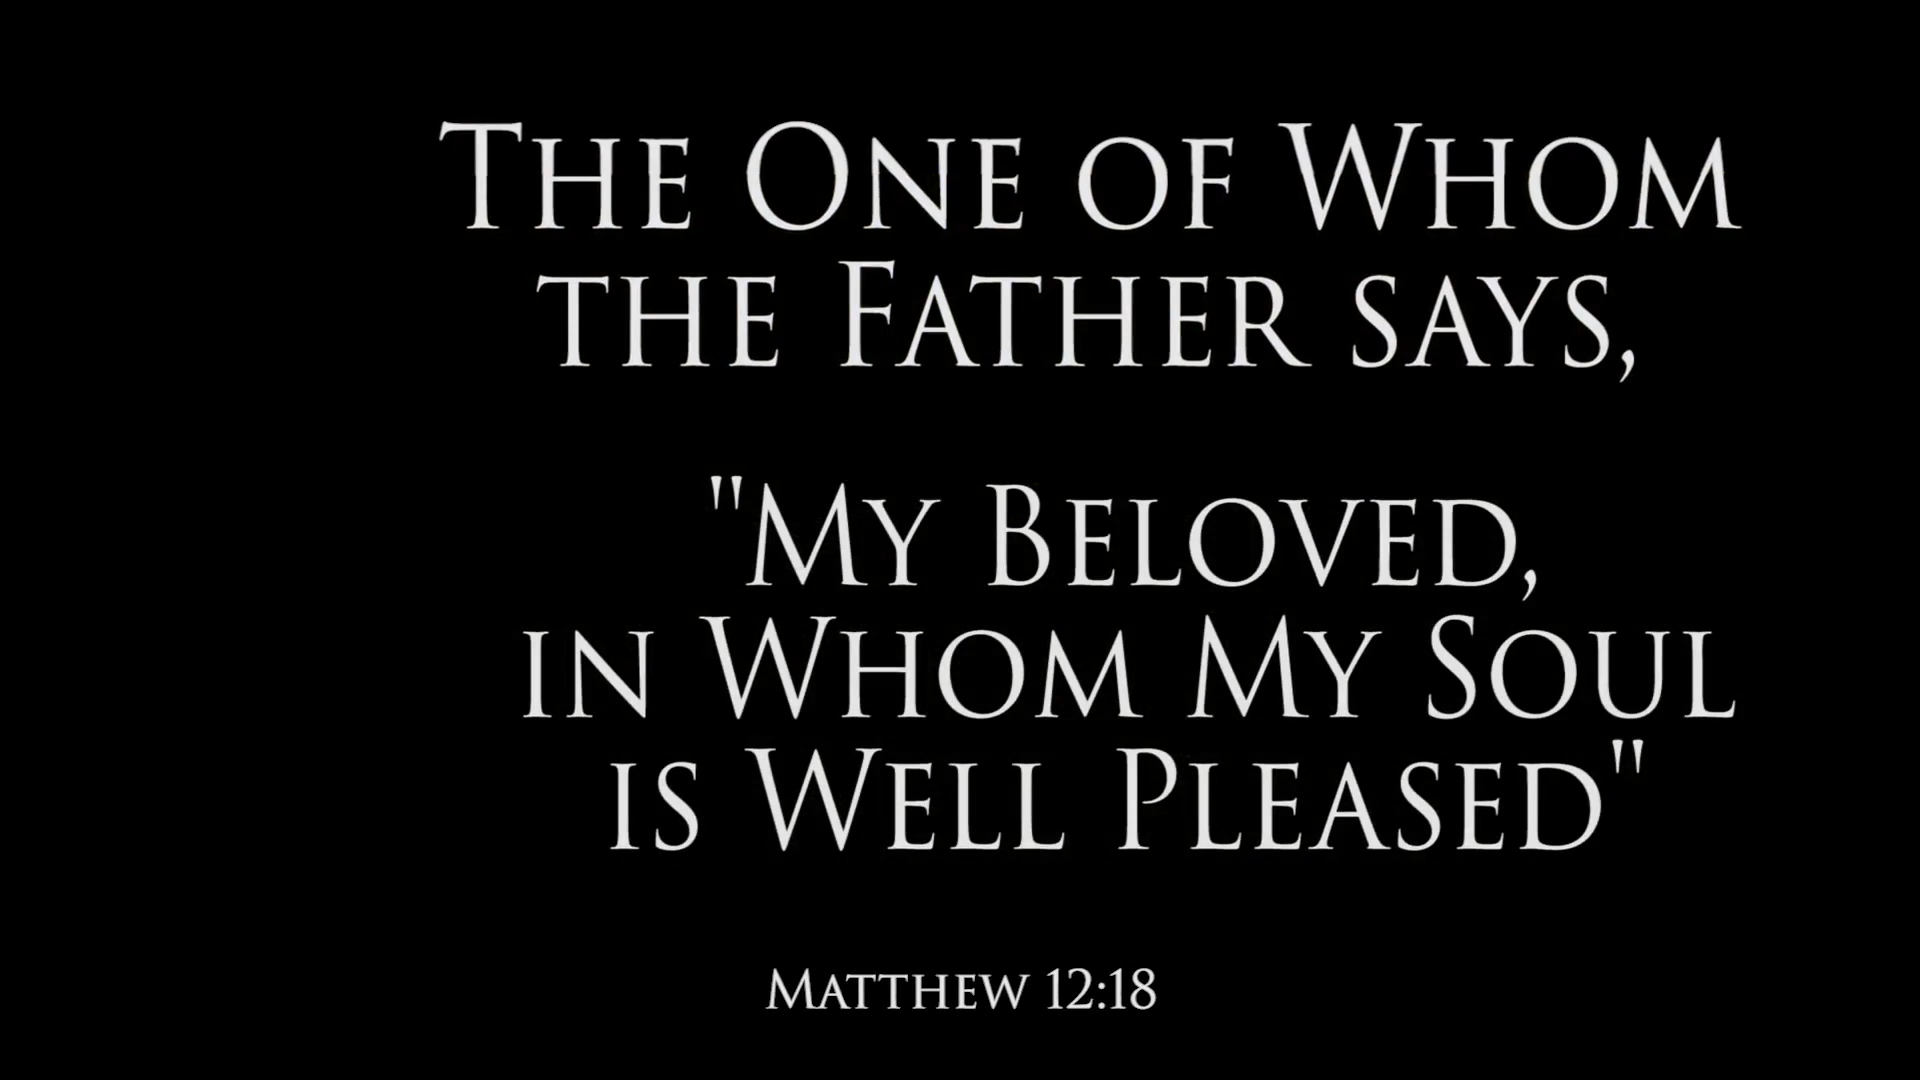 The One of Whom
the Father says,
"My Beloved,
in Whom My Soul
is Well Pleased"
Matthew 12:18